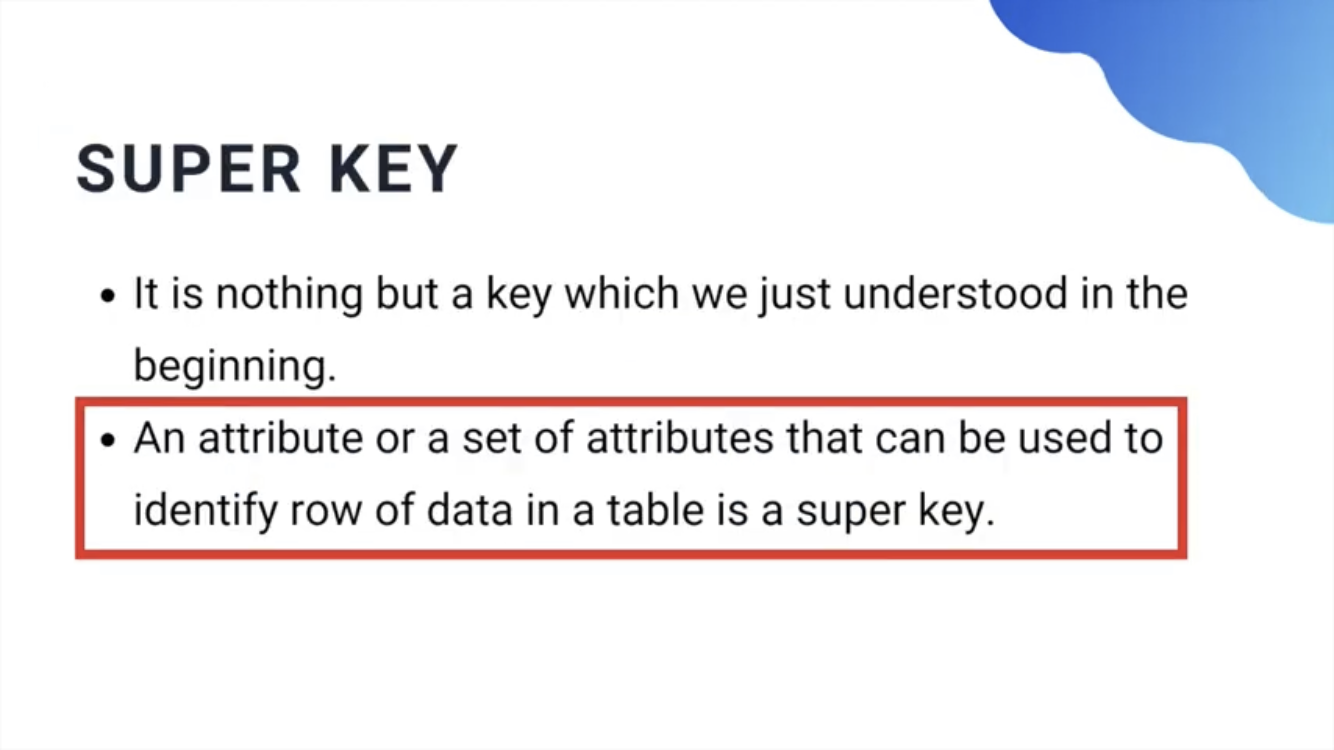 SUPER KEY
• It is nothing but a key which we just understood in the
beginning.
• An attribute or a set of attributes that can be used to
identify row of data in a table is a super key.